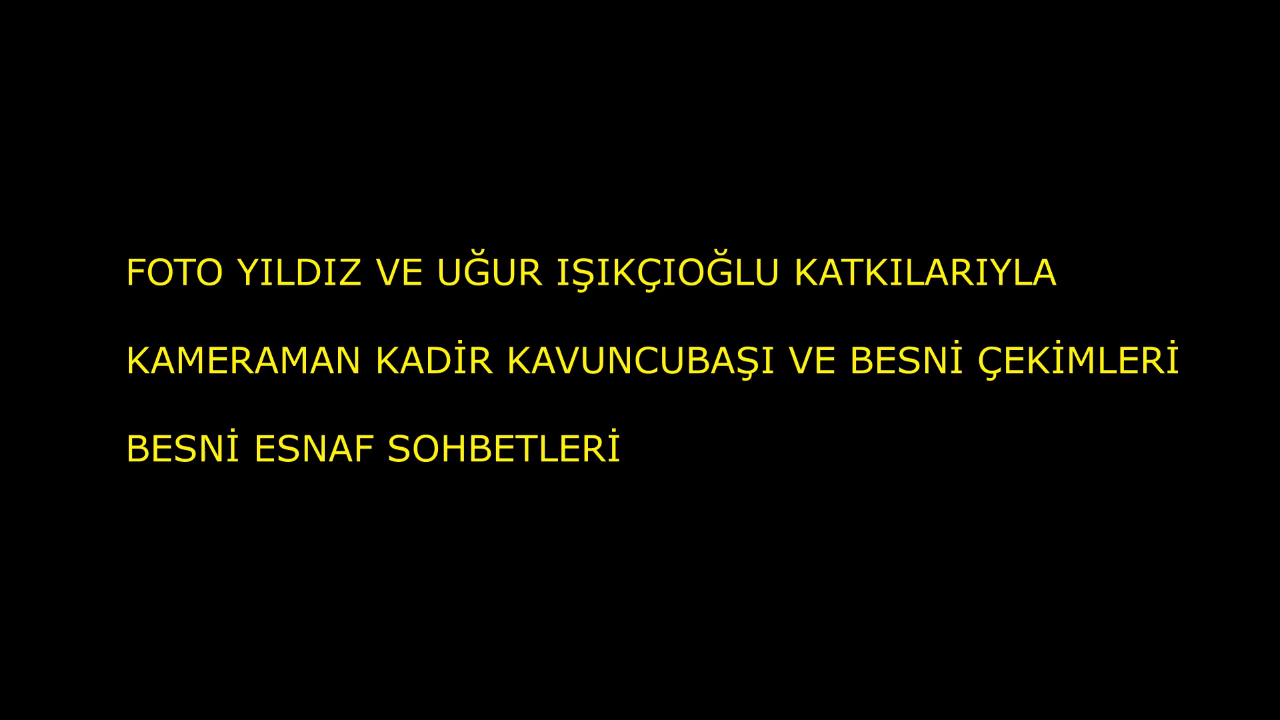 FOTO YILDIZ VE UĞUR IŞIKÇIOĞLU KATKILARIYLA
KAMERAMAN KADİR KAVUNCUBAŞI VE BESNİ ÇEKİMLERİ
BESNİ ESNAF SOHBETLERİ